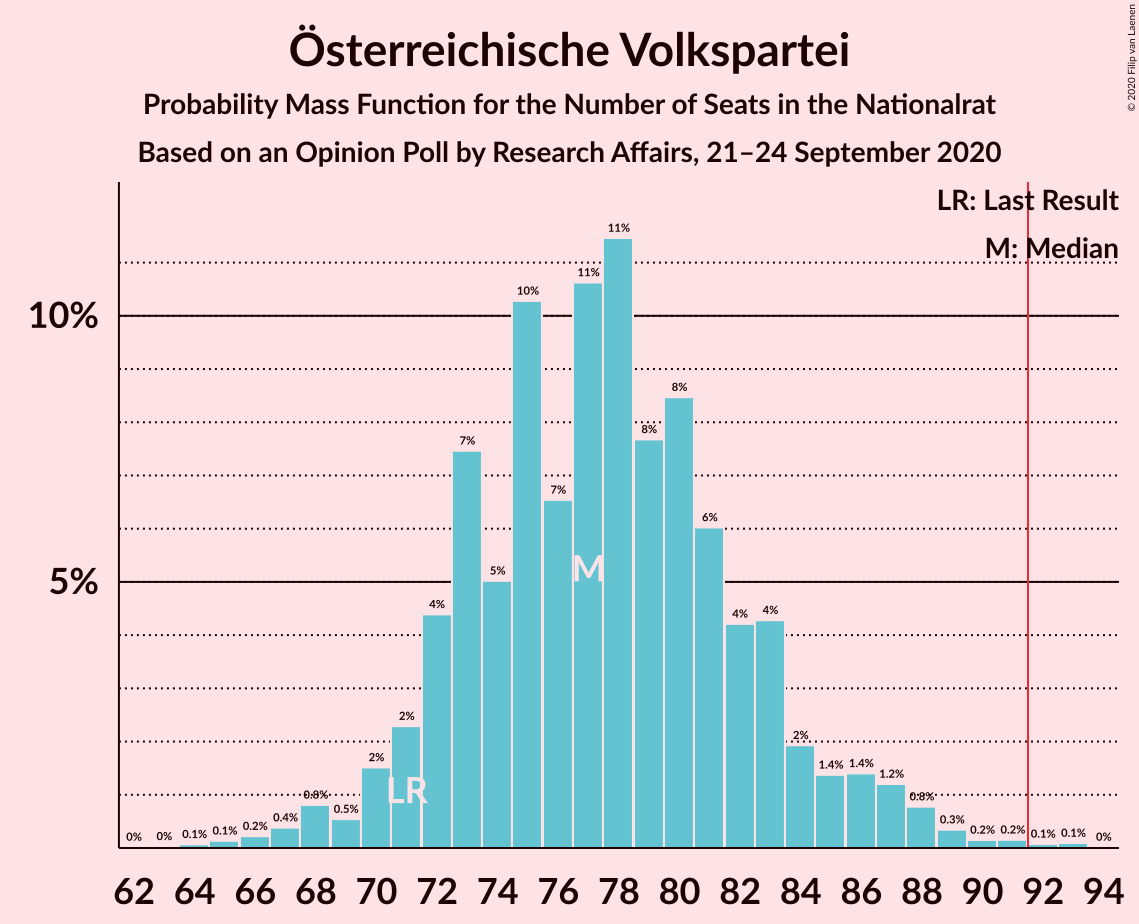 Österreichische Volkspartei
Probability Mass Function for the Number of Seats in the Nationalrat
Based on an Opinion Poll by Research Affairs, 21–24 September 2020
© 2020 Filip van Laenen
LR: Last Result
M: Median
10%
5%
0% 0% 0.1% 0.1% 0.2% 0.4% 0.8% 0.5% 2% 2% 4% 7% 5% 10% 7% 11% 11% 8% 8% 6% 4% 4% 2% 1.4% 1.4% 1.2% 0.8% 0.3% 0.2% 0.2% 0.1% 0.1% 0%
M
LR
62 64 66 68 70 72 74 76 78 80 82 84 86 88 90 92 94